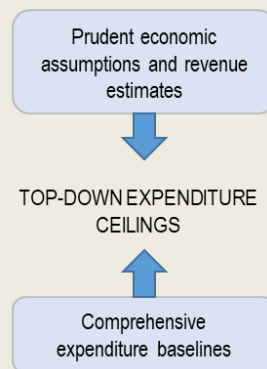 Prudent economic
assumptions and revenue
estimates
TOP-DOWN EXPENDITURE
CEILINGS
Comprehensive
expenditure baselines